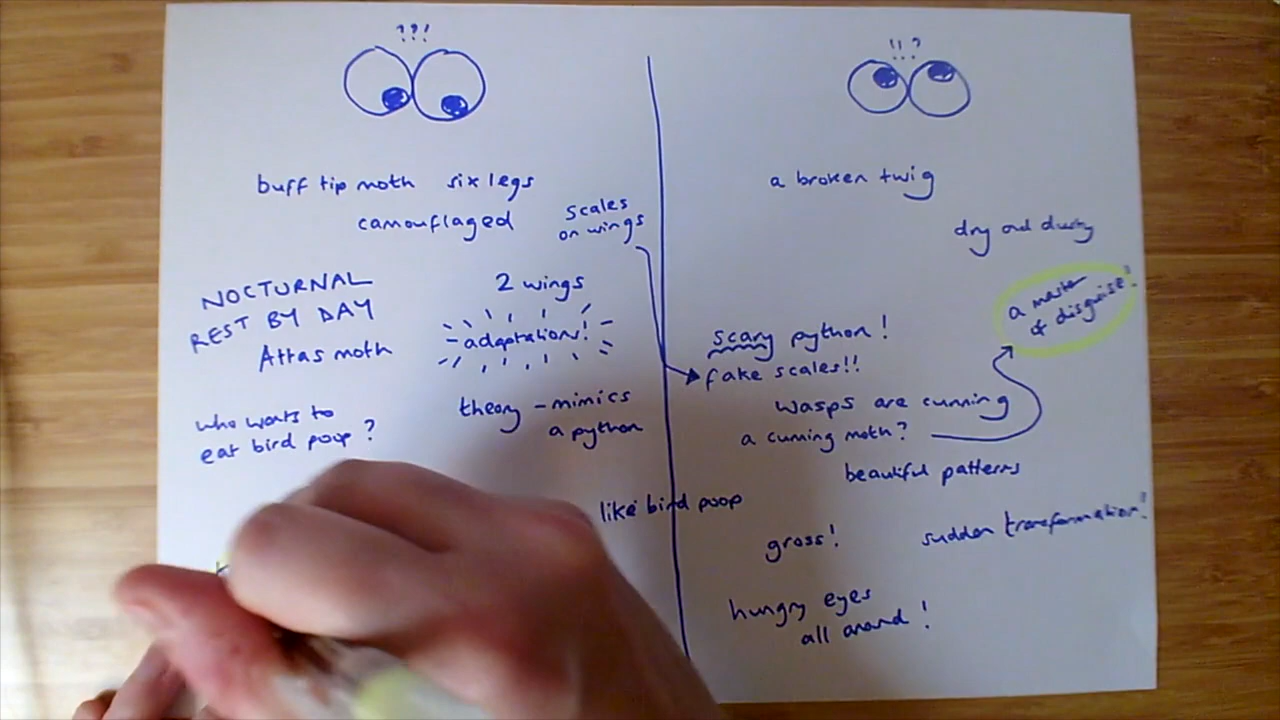 ???
buff tip moth six legs
camouflaged
scales
on wings
NOCTURNAL
REST BY DAY
2 wings
adaptations!
Attas moth
theory - mimics
a python
who wants to
eat bird poop ?
like bird poop
!!?
a broken twig
dry and dusty
a master
of disguise!
scary python !
fake scales!!
wasps are cunning
a cunning moth?
beautiful patterns
gross!
sudden transformation!
hungry eyes
all around !